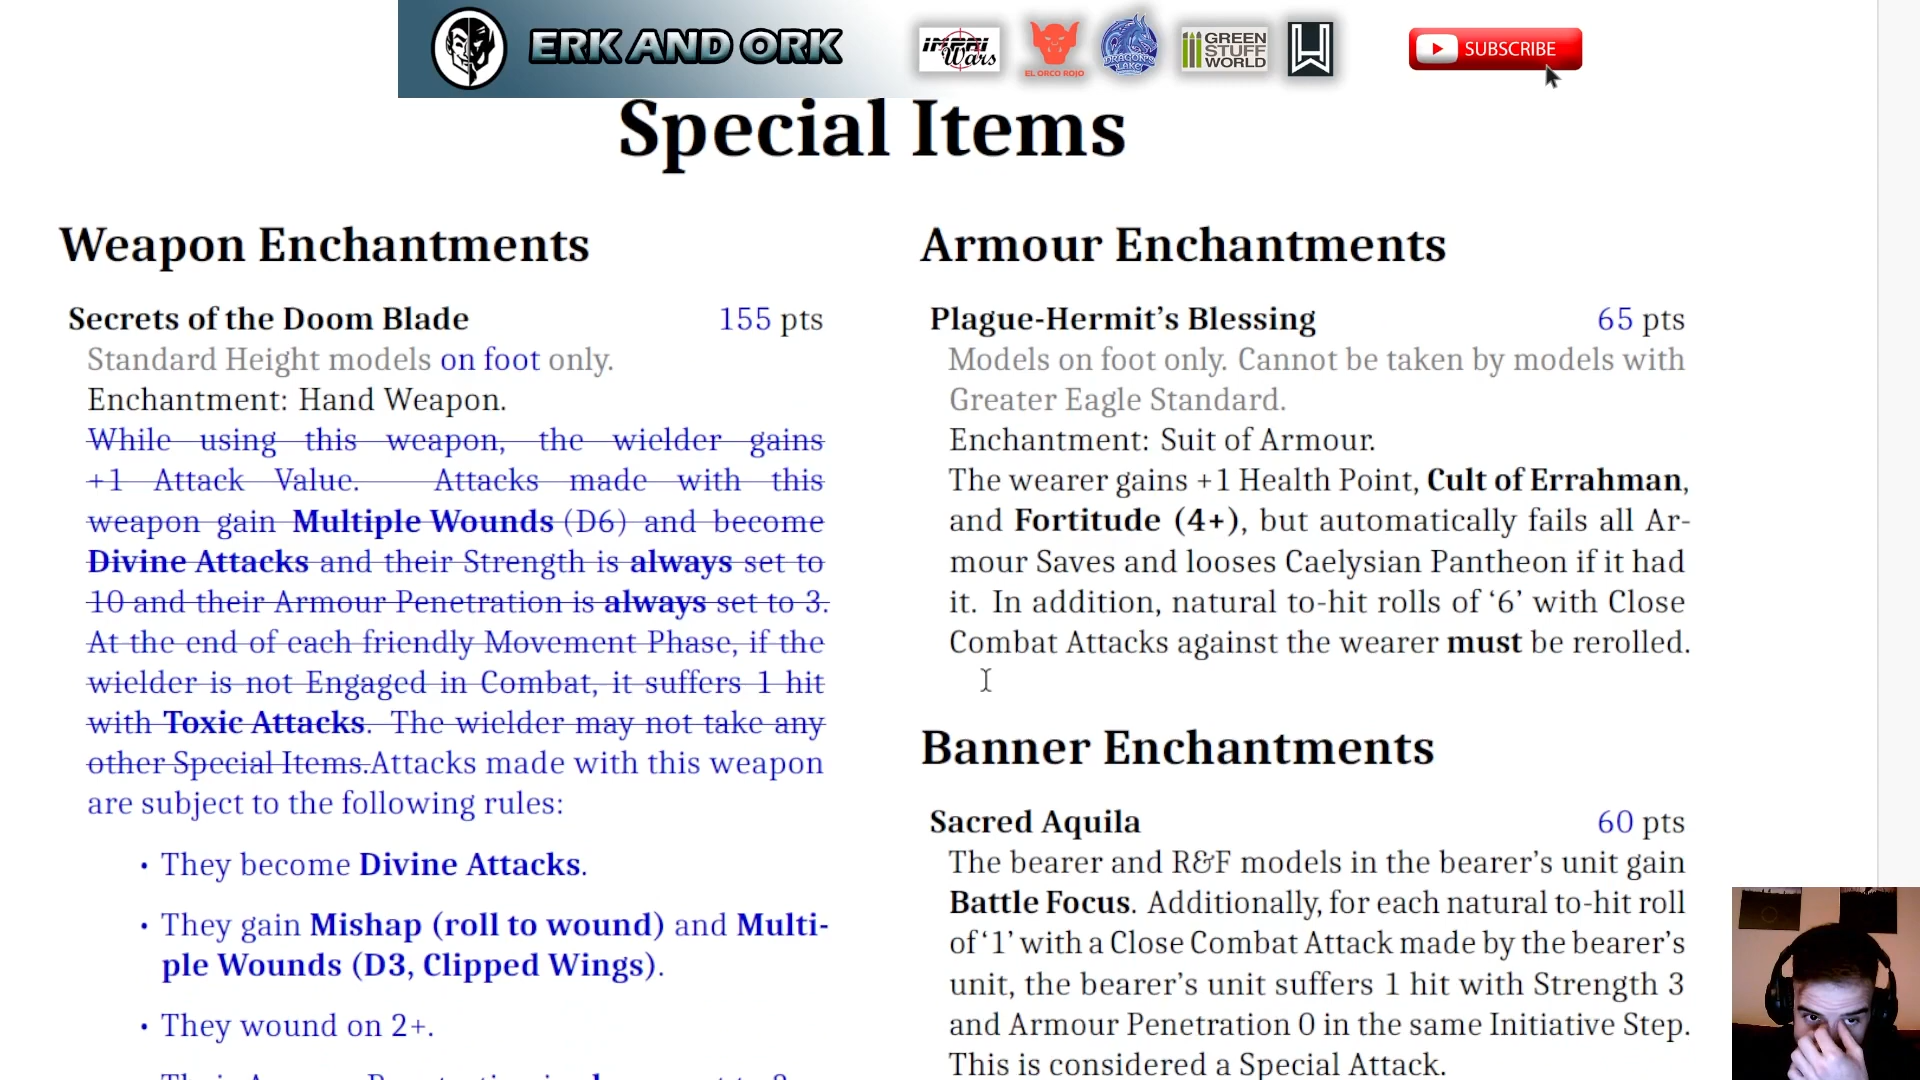 ERK AND ORK
IMPRI
Wars
EL ORCO ROJO
DRAGON'S
LAKE
GREEN
STUFF
WORLD
SUBSCRIBE
Special Items
Weapon Enchantments
Secrets of the Doom Blade 155 pts
Standard Height models on foot only.
Enchantment: Hand Weapon.
While using this weapon, the wielder gains
+1 Attack Value. Attacks made with this
weapon gain Multiple Wounds (D6) and become
Divine Attacks and their Strength is always set to
10 and their Armour Penetration is always set to 3.
At the end of each friendly Movement Phase, if the
wielder is not Engaged in Combat, it suffers 1 hit
with Toxic Attacks. The wielder may not take any
other Special Items.Attacks made with this weapon
are subject to the following rules:
• They become Divine Attacks.
• They gain Mishap (roll to wound) and Multi-
ple Wounds (D3, Clipped Wings).
• They wound on 2+.
Armour Enchantments
Plague-Hermit’s Blessing 65 pts
Models on foot only. Cannot be taken by models with
Greater Eagle Standard.
Enchantment: Suit of Armour.
The wearer gains +1 Health Point, Cult of Errahman,
and Fortitude (4+), but automatically fails all Ar-
mour Saves and looses Caelysian Pantheon if it had
it. In addition, natural to-hit rolls of ‘6’ with Close
Combat Attacks against the wearer must be rerolled.
Banner Enchantments
Sacred Aquila 60 pts
The bearer and R&F models in the bearer’s unit gain
Battle Focus. Additionally, for each natural to-hit roll
of ‘1’ with a Close Combat Attack made by the bearer’s
unit, the bearer’s unit suffers 1 hit with Strength 3
and Armour Penetration 0 in the same Initiative Step.
This is considered a Special Attack.